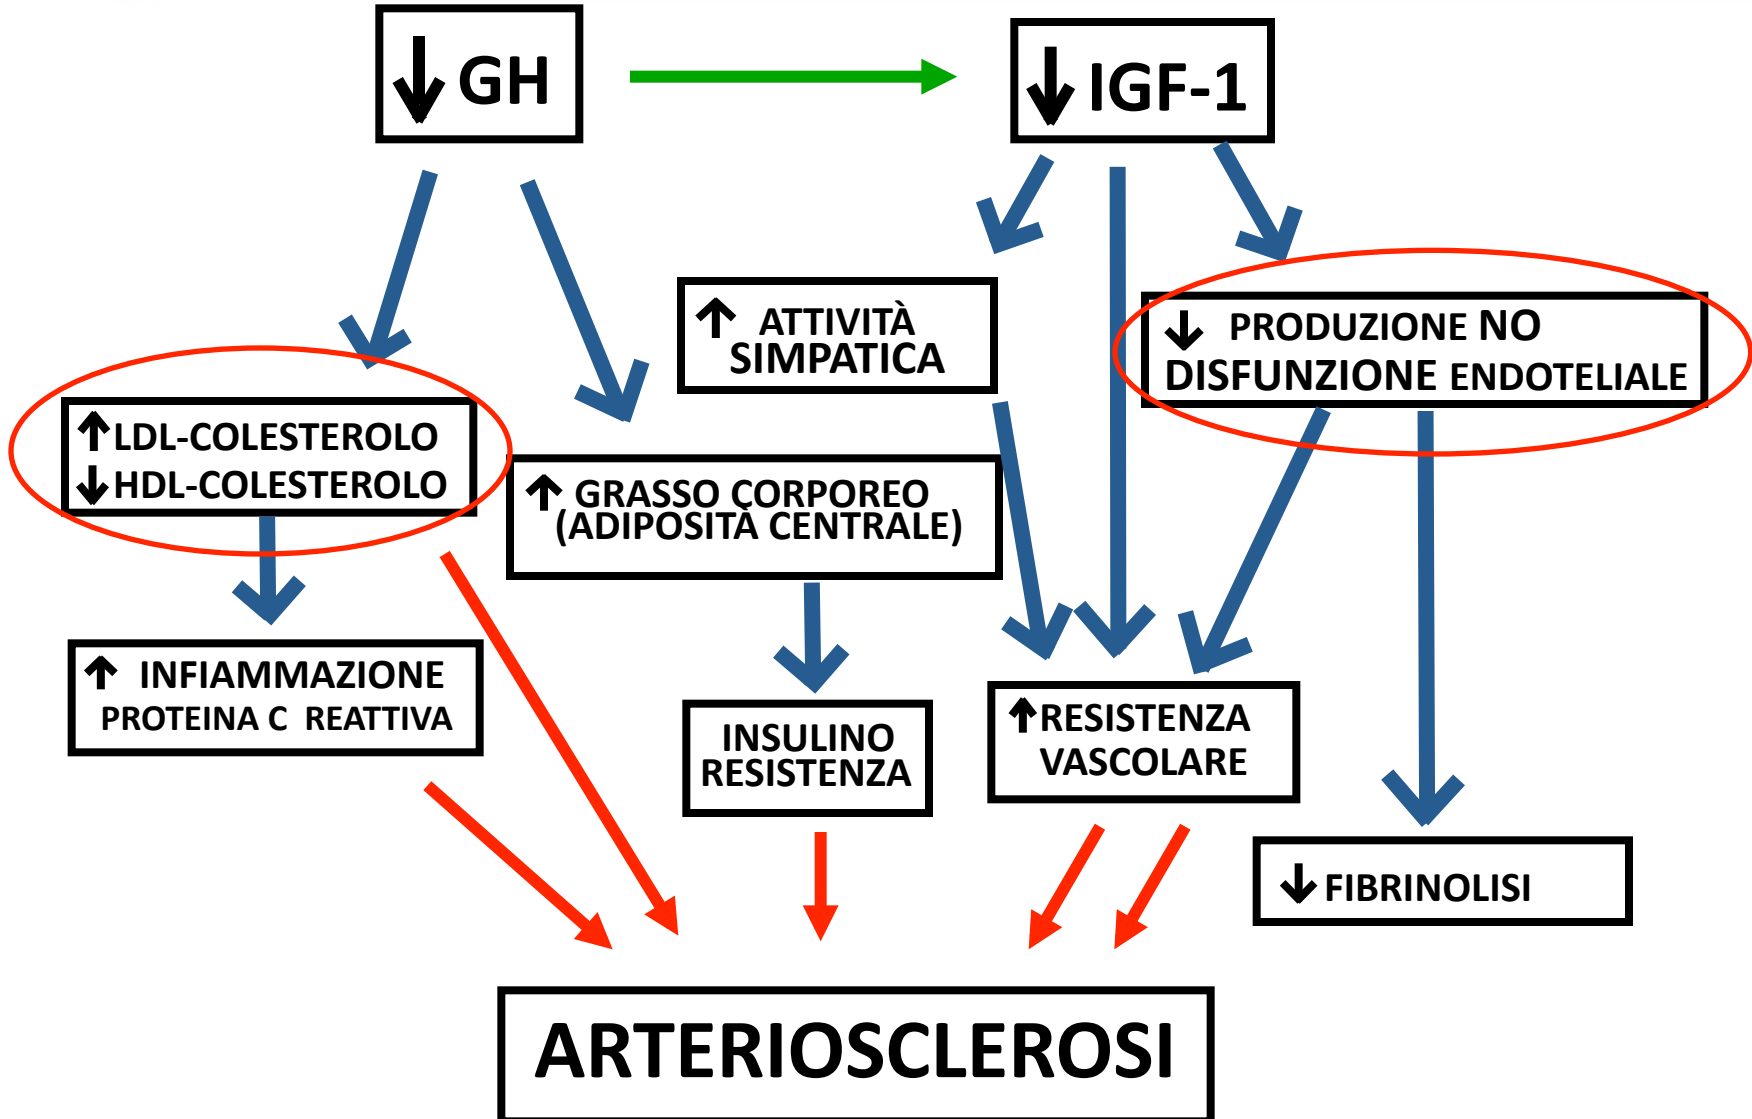 ↓ GH
↓ IGF-1
↑ ATTIVITÀ
SIMPATICA
↓ PRODUZIONE NO
DISFUNZIONE ENDOTELIALE
↑ LDL-COLESTEROLO
↓ HDL-COLESTEROLO
↑ GRASSO CORPOREO
(ADIPOSITÀ CENTRALE)
↑ INFIAMMAZIONE
PROTEINA C REATTIVA
INSULINO
RESISTENZA
↑ RESISTENZA
VASCOLARE
↓ FIBRINOLISI
ARTERIOSCLEROSI